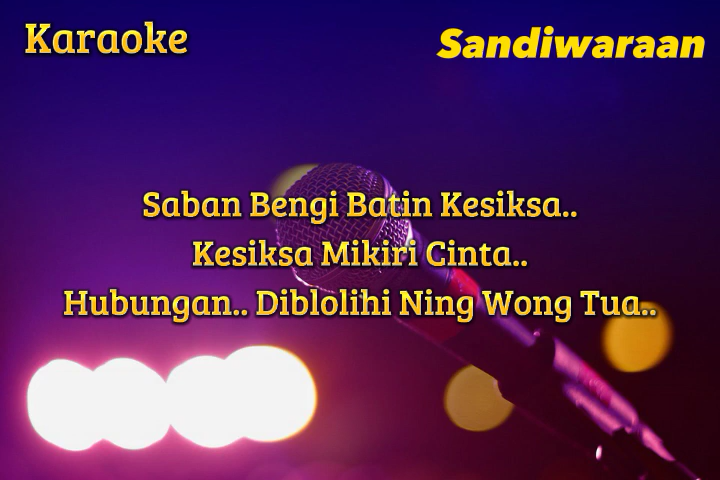 Karaoke
Sandiwaraan
Saban Bengi Batin Kesiksa..
Kesiksa Mikiri Cinta..
Hubungan.. Diblolihi Ning Wong Tua..